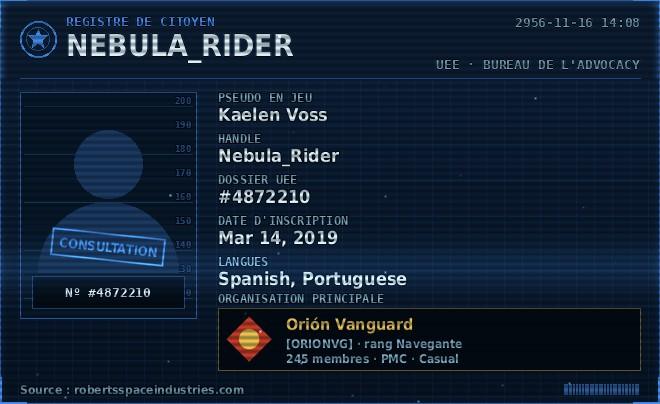 REGISTRE DE CITOYEN
NEBULA_RIDER
2956-11-16 14:08
UEE · BUREAU DE L'ADVOCACY
200
190
180
170
160
150
140
CONSULTATION
Nº #4872210
PSEUDO EN JEU
Kaelen Voss
HANDLE
Nebula_Rider
DOSSIER UEE
#4872210
DATE D'INSCRIPTION
Mar 14, 2019
LANGUES
Spanish, Portuguese
ORGANISATION PRINCIPALE
Orión Vanguard
[ORIONVG] · rang Navegante
245 membres · PMC · Casual
Source : robertsspaceindustries.com